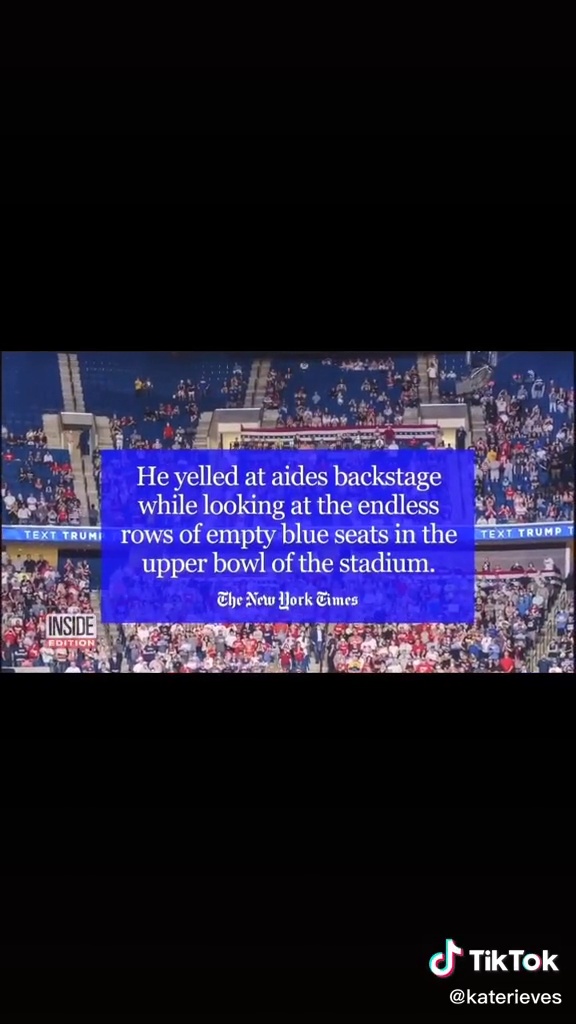 He yelled at aides backstage
while looking at the endless
rows of empty blue seats in the
upper bowl of the stadium.
The New York Times
TEXT TRUM
TEXT TRUMP T
INSIDE
EDITION
TikTok
@katerieves